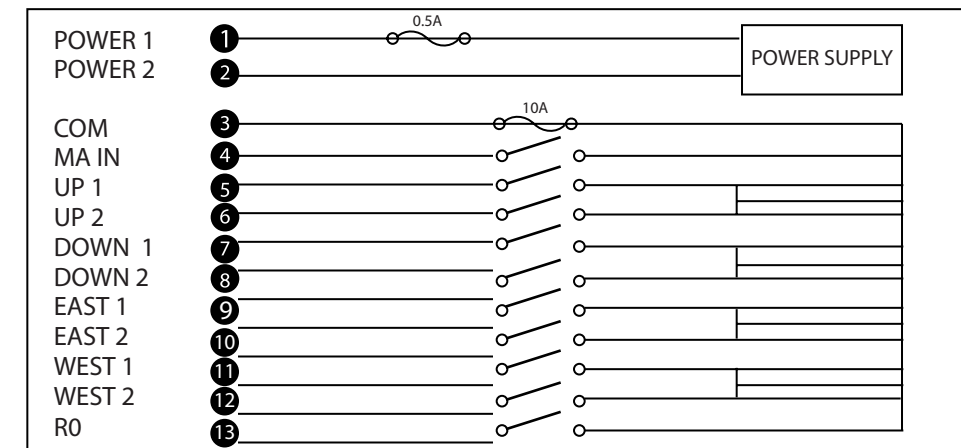 0.5A
POWER 1 1
POWER SUPPLY
POWER 2 2
10A
COM 3
MA IN 4
UP 1 5
UP 2 6
DOWN 1 7
DOWN 2 8
EAST 1 9
EAST 2 10
WEST 1 11
WEST 2 12
R0 13